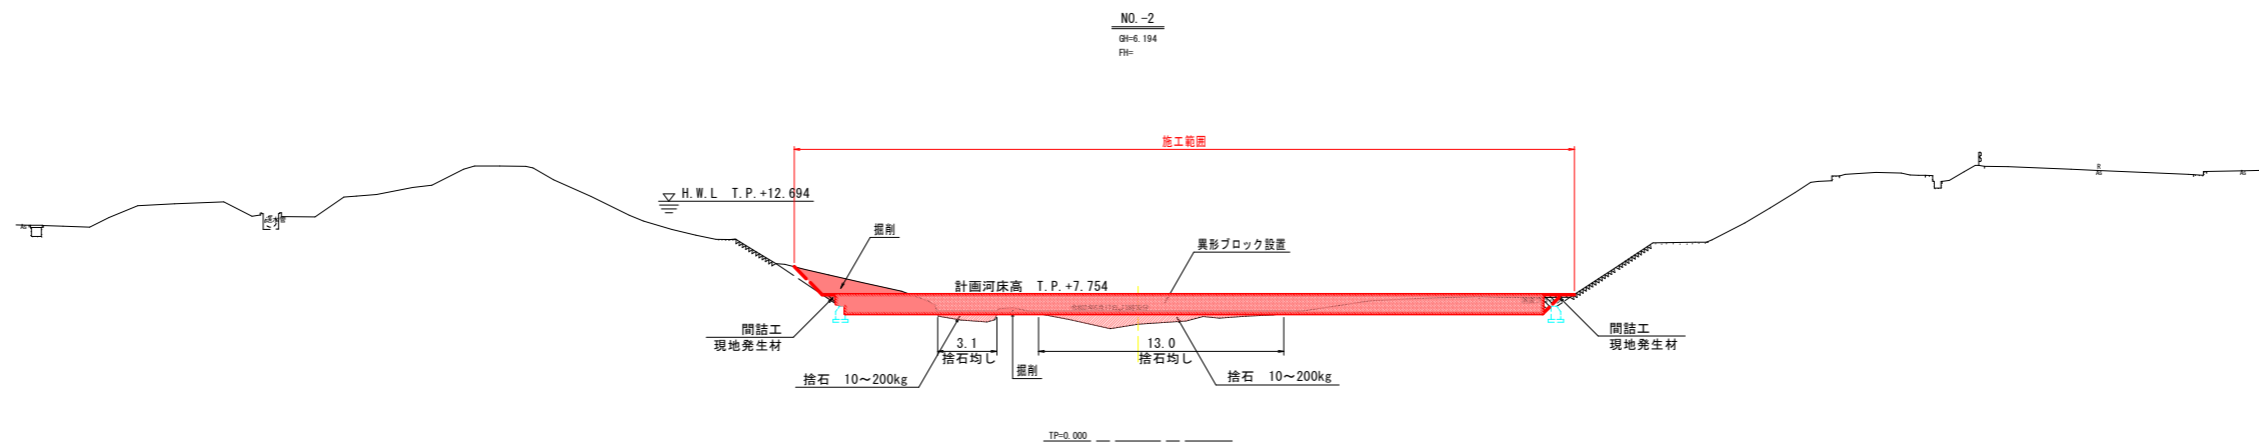 NO.-2
GH=6.194
FH=
施工範囲
H.W.L T.P.+12.694
掘削
異形ブロック設置
計画河床高 T.P.+7.754
間詰工
現地発生材
3.1
捨石均し
掘削
13.0
捨石均し
間詰工
現地発生材
捨石 10～200kg
捨石 10～200kg
TP=0.000